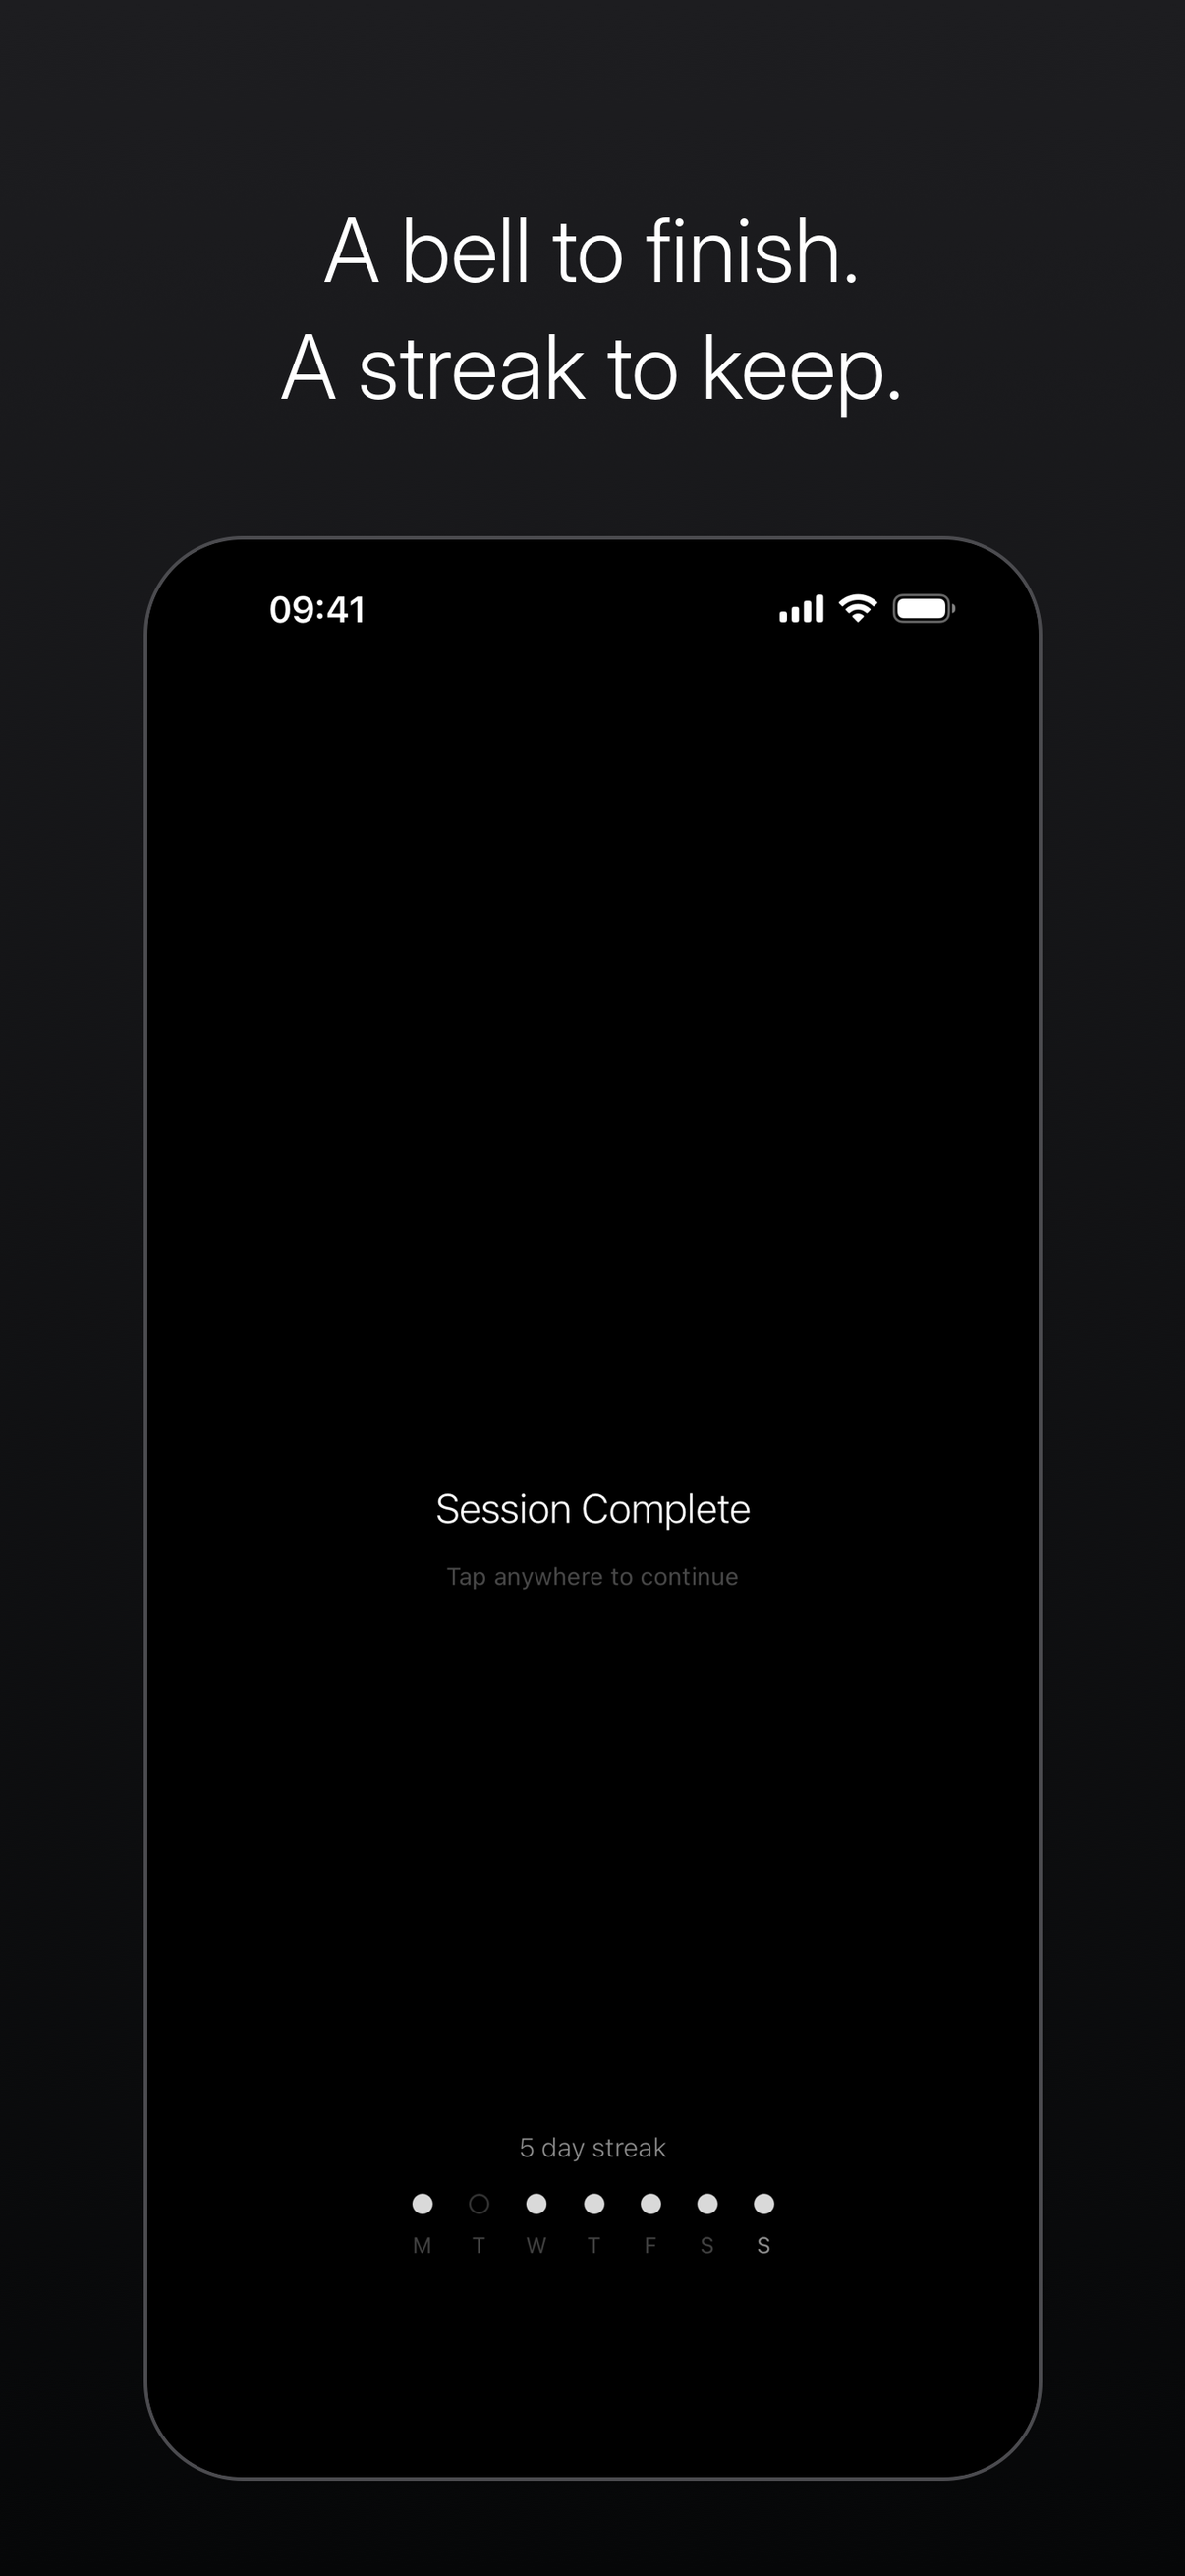 A bell to finish.
A streak to keep.
09:41
Session Complete
Tap anywhere to continue
5 day streak
M T W T F S S